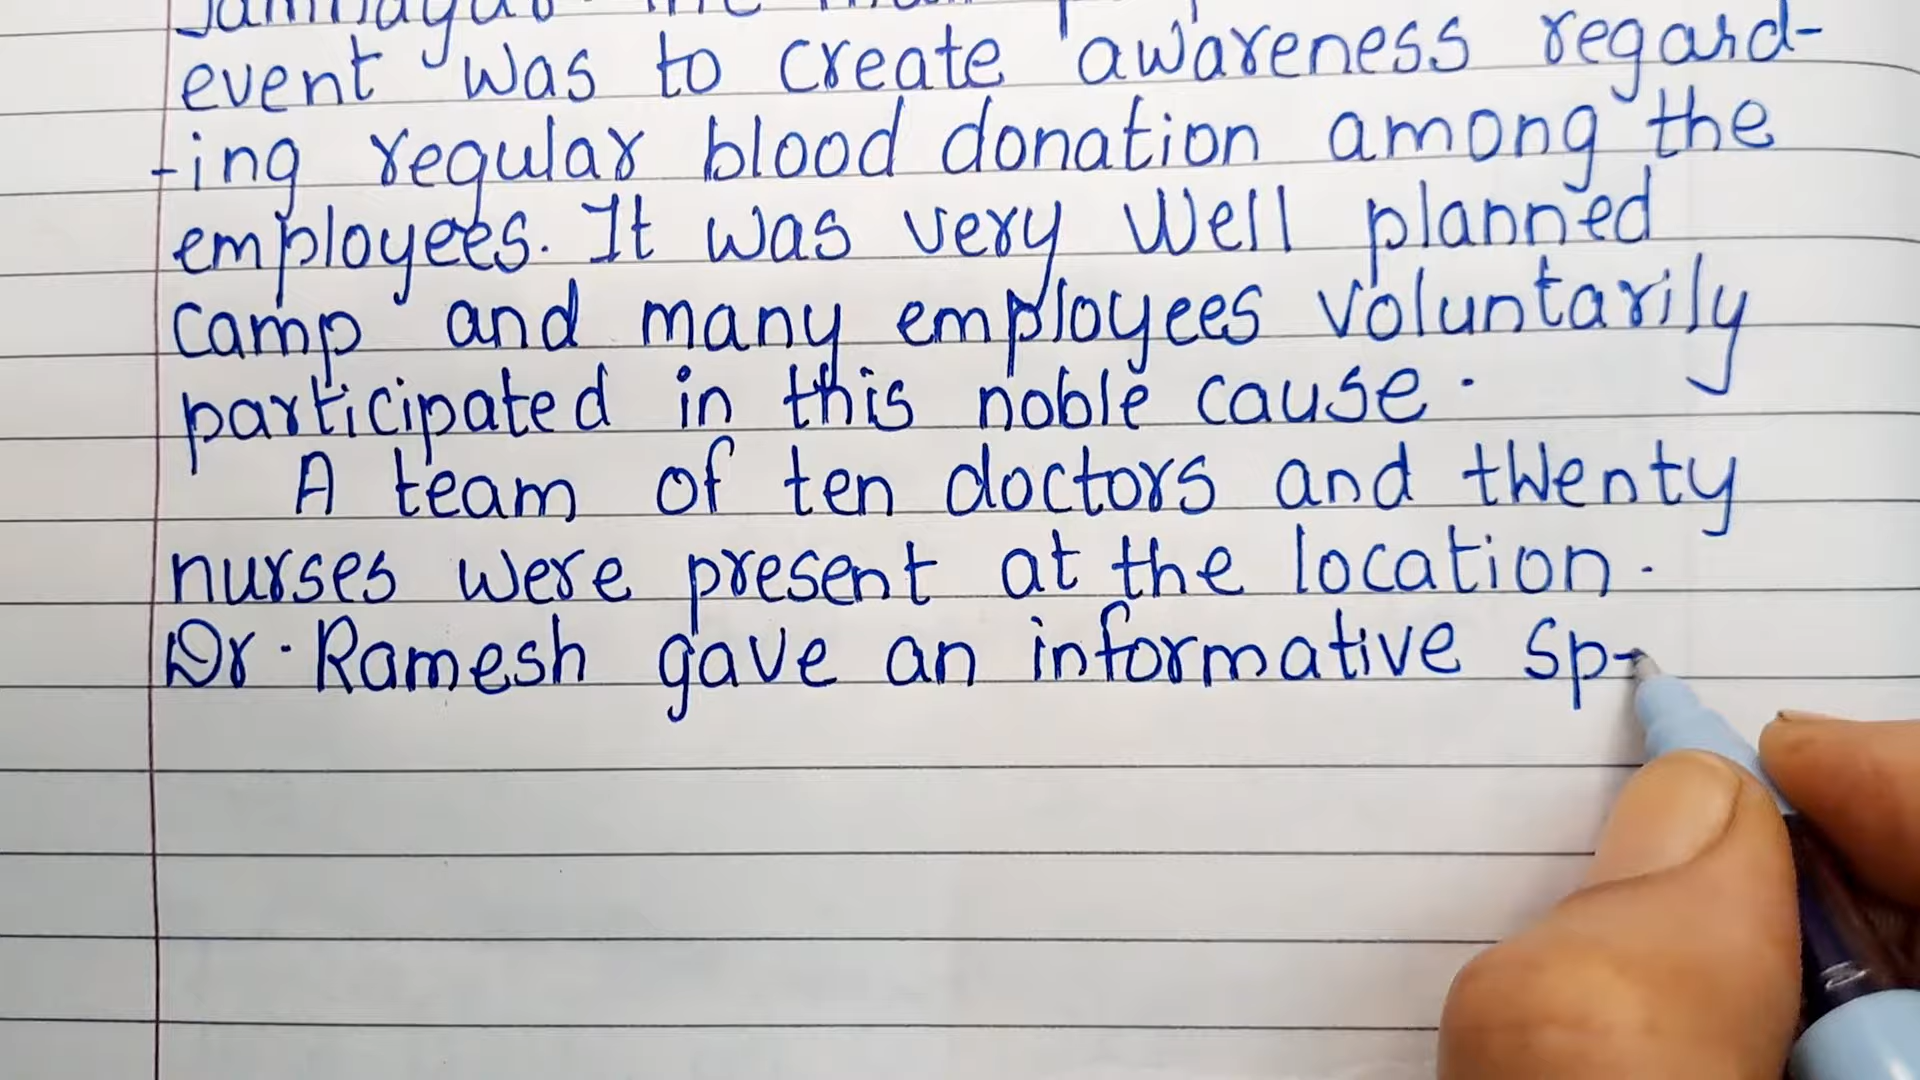 event was to create awareness regard-
-ing regular blood donation among the
employees. It was very well planned
camp and many employees voluntarily
participated in this noble cause.
A team of ten doctors and twenty
nurses were present at the location.
Dr. Ramesh gave an informative sp-